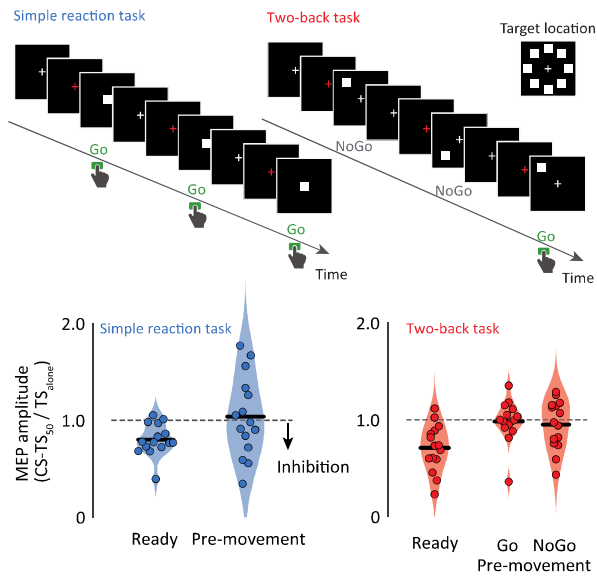 Simple reaction task
Two-back task
Target location
Go
Go
Go
Time
NoGo
NoGo
Go
Time
MEP amplitude
(CS-TS50 / TSalone)
2.0
1.0
0
Simple reaction task
Inhibition
Ready
Pre-movement
2.0
1.0
0
Two-back task
Ready
Go
NoGo
Pre-movement